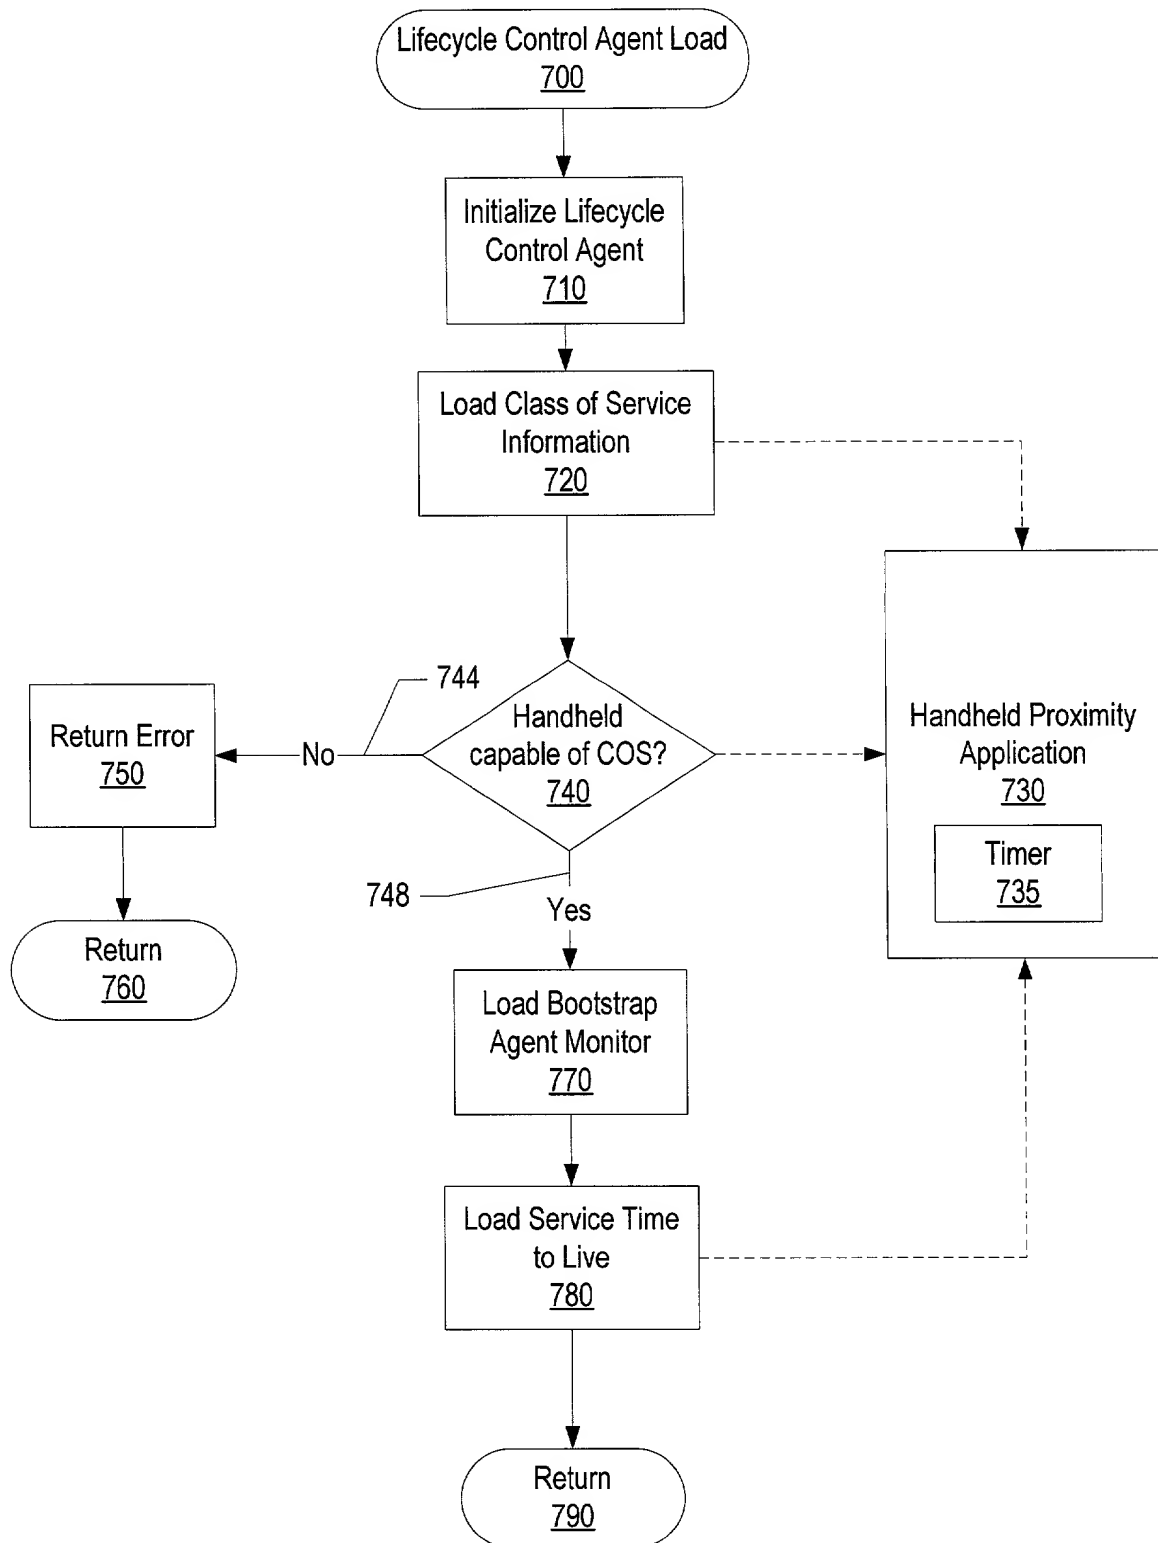 Lifecycle Control Agent Load
700
Initialize Lifecycle
Control Agent
710
Load Class of Service
Information
720
744
Handheld
capable of COS?
740
No
Return Error
750
Handheld Proximity
Application
730
Timer
735
748
Yes
Return
760
Load Bootstrap
Agent Monitor
770
Load Service Time
to Live
780
Return
790